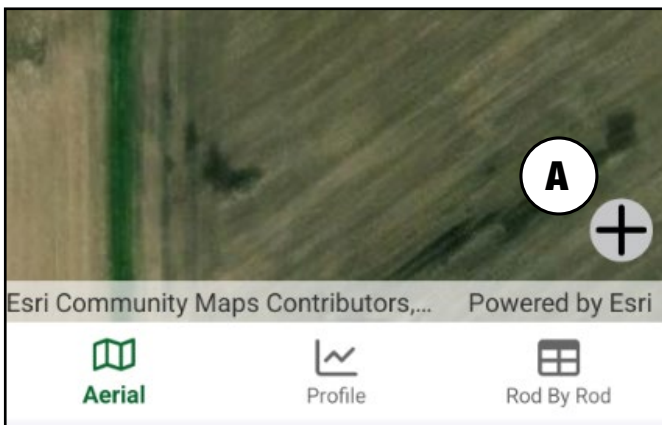 A
Esri Community Maps Contributors,... Powered by Esri
Aerial Profile Rod By Rod